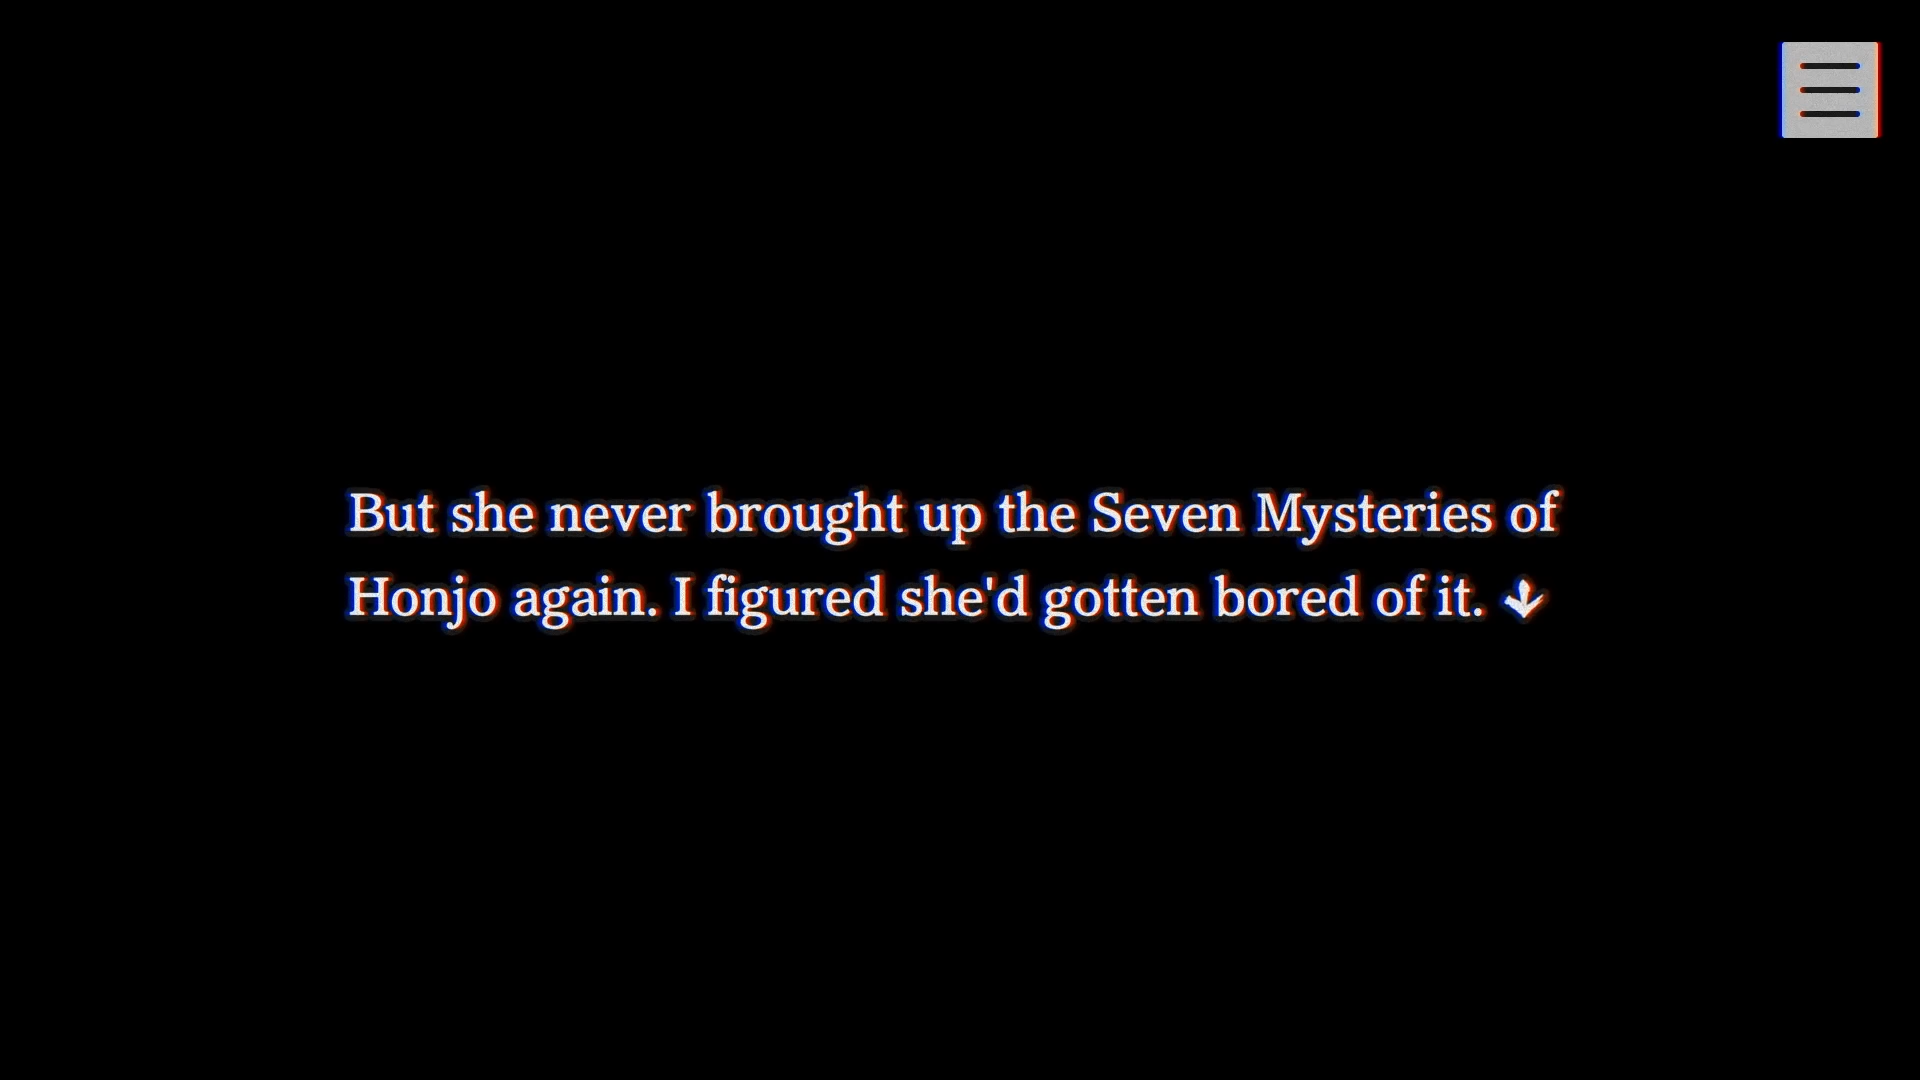 But she never brought up the Seven Mysteries of
Honjo again. I figured she'd gotten bored of it.